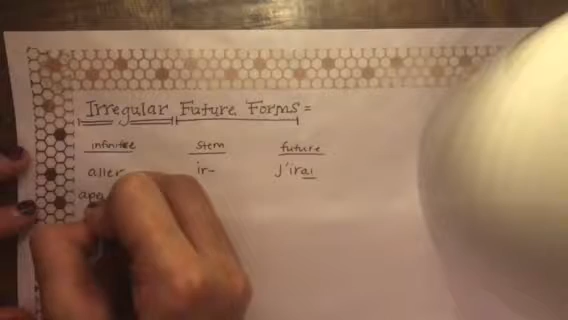 Irregular Future Forms =
infinitive stem future
aller ir- j'irai